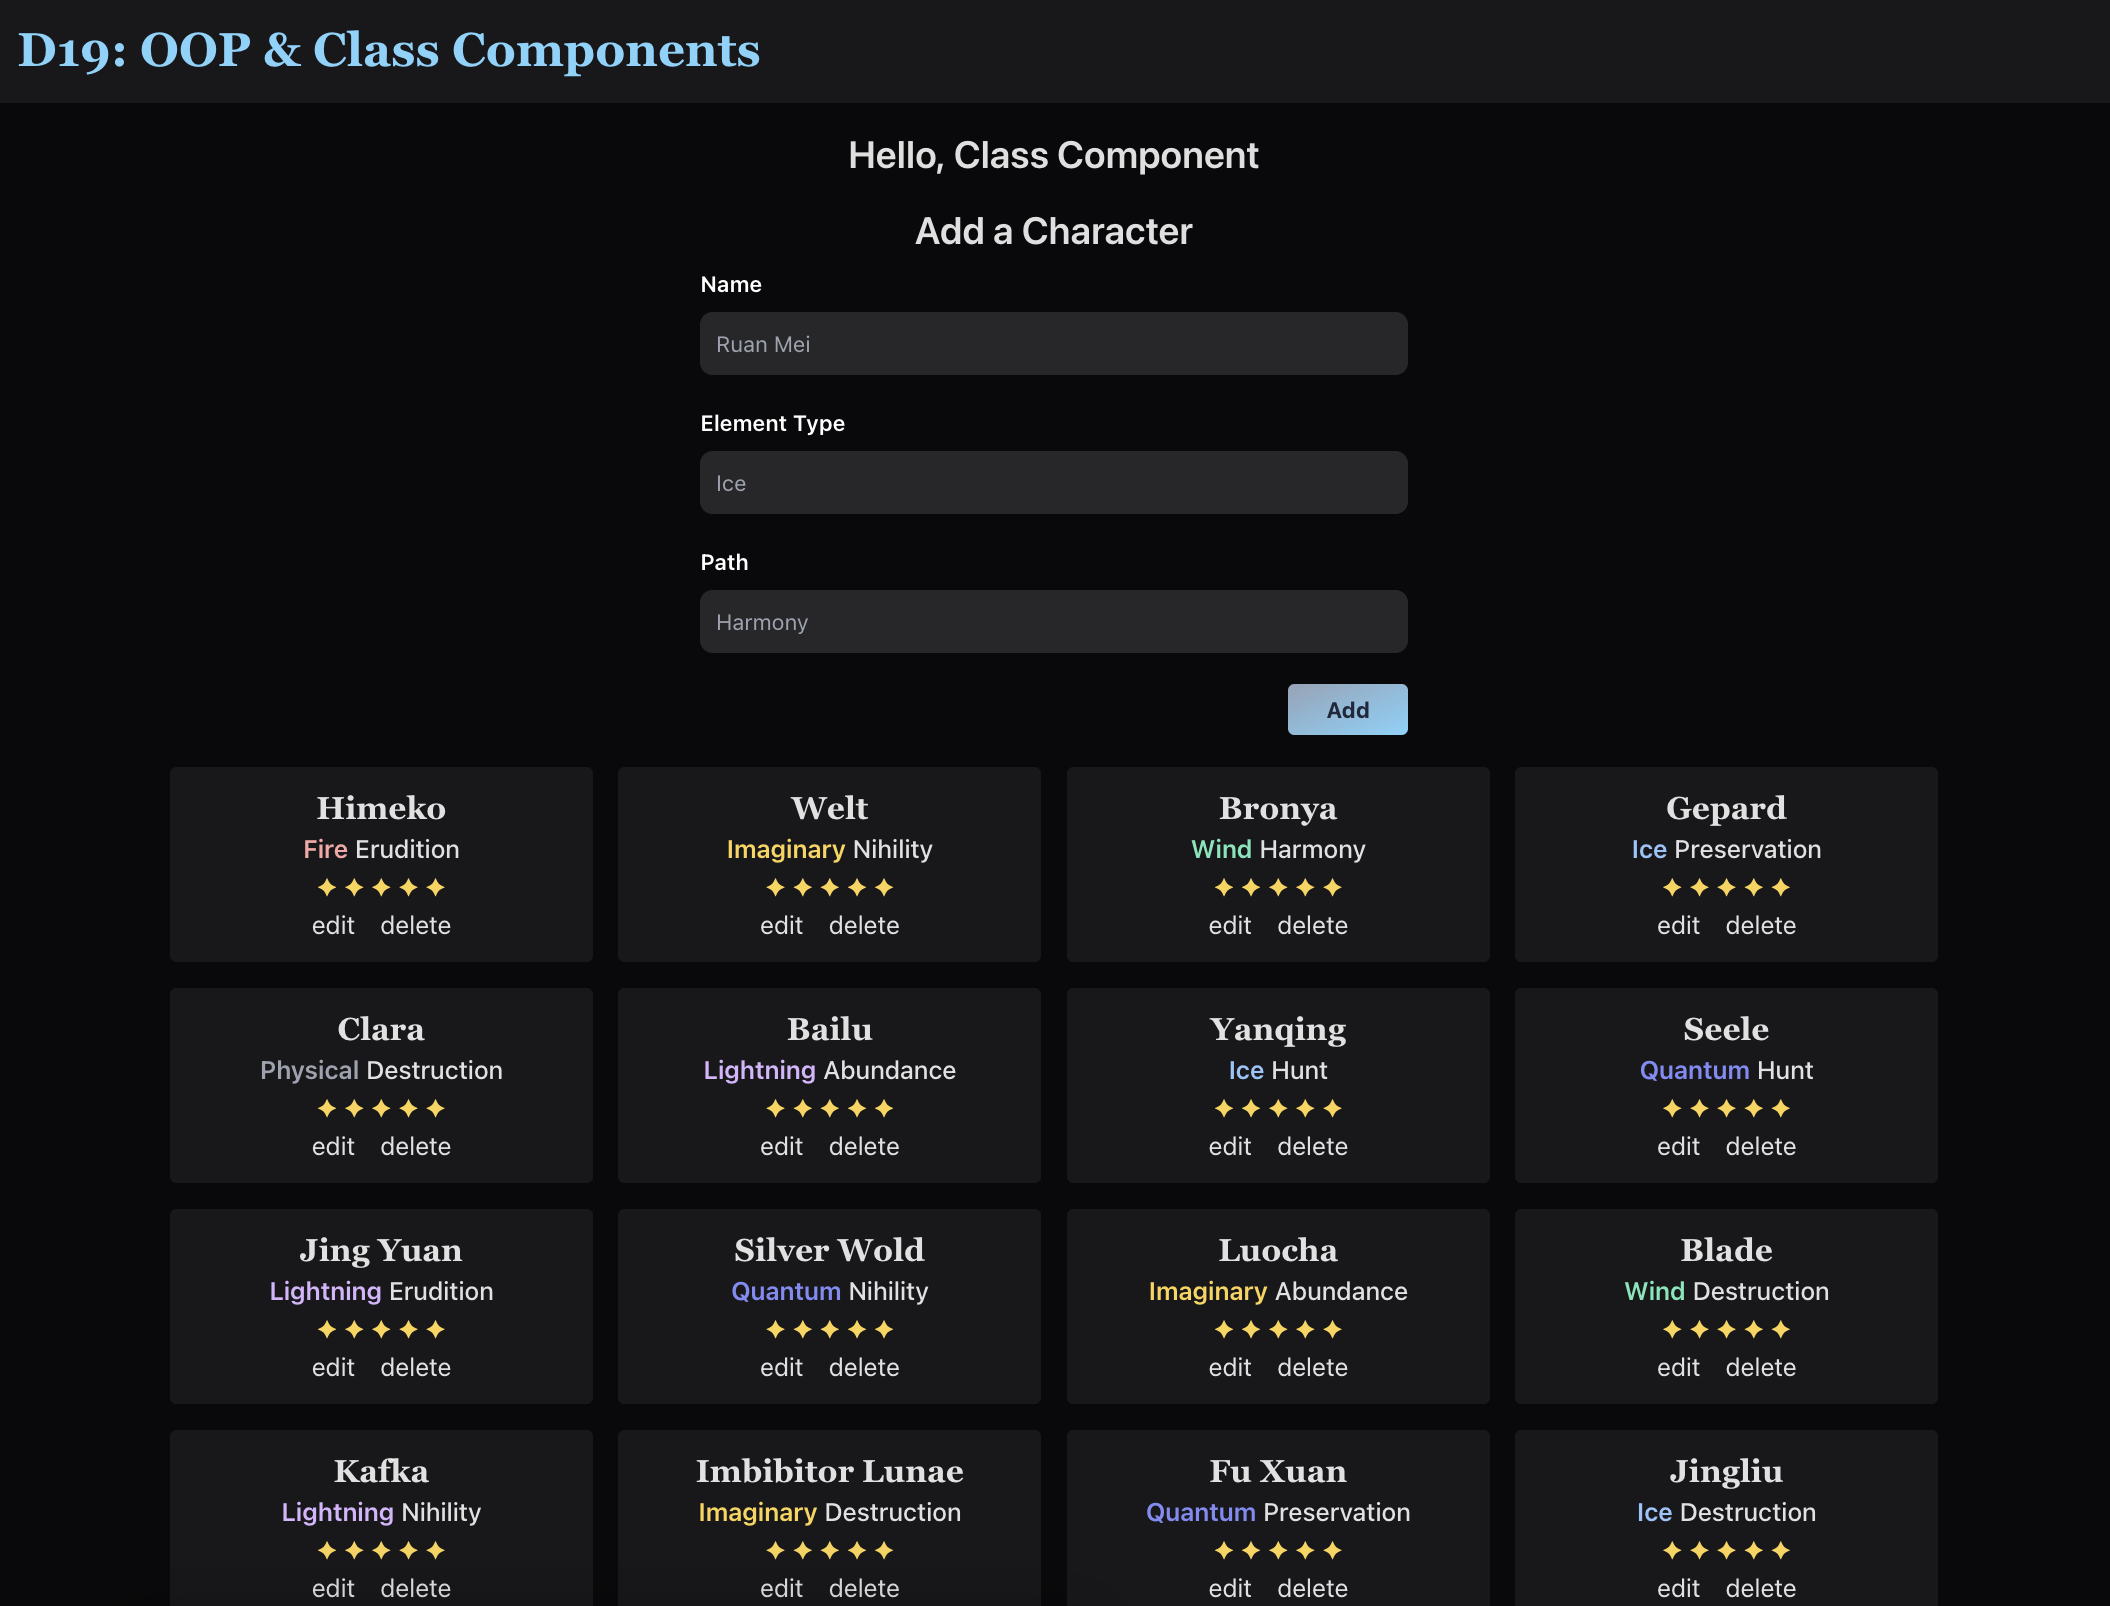 D19: OOP & Class Components
Hello, Class Component
Add a Character
Name
Ruan Mei
Element Type
Ice
Path
Harmony
Add
Himeko
Fire Erudition
edit delete
Welt
Imaginary Nihility
edit delete
Bronya
Wind Harmony
edit delete
Gepard
Ice Preservation
edit delete
Clara
Physical Destruction
edit delete
Bailu
Lightning Abundance
edit delete
Yanqing
Ice Hunt
edit delete
Seele
Quantum Hunt
edit delete
Jing Yuan
Lightning Erudition
edit delete
Silver Wold
Quantum Nihility
edit delete
Luocha
Imaginary Abundance
edit delete
Blade
Wind Destruction
edit delete
Kafka
Lightning Nihility
edit delete
Imbibitor Lunae
Imaginary Destruction
edit delete
Fu Xuan
Quantum Preservation
edit delete
Jingliu
Ice Destruction
edit delete